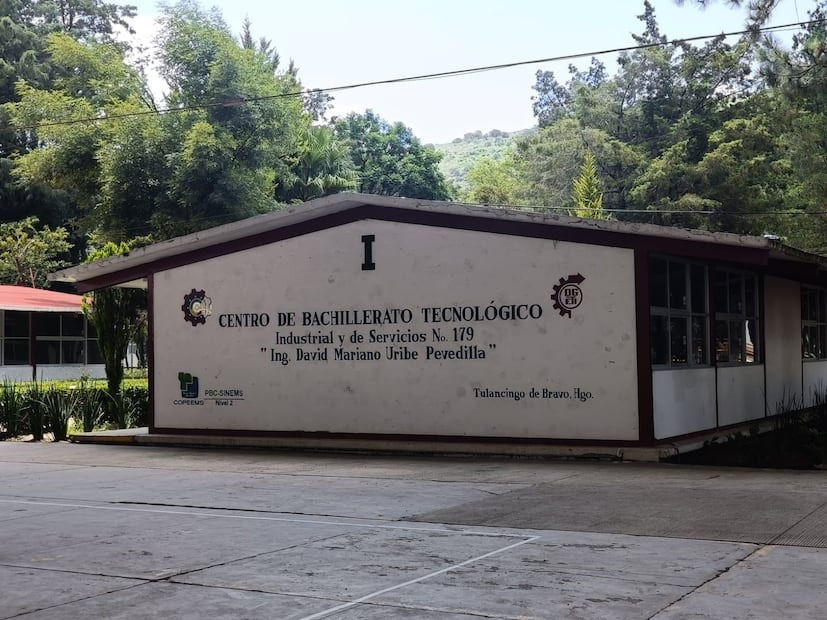 I
CENTRO DE BACHILLERATO TECNOLÓGICO
Industrial y de Servicios No. 179
"Ing. David Mariano Uribe Pevedilla"
COPEEMS
PBC-SINEMS
Nivel 2
Tulancingo de Bravo, Hgo.
DGETI